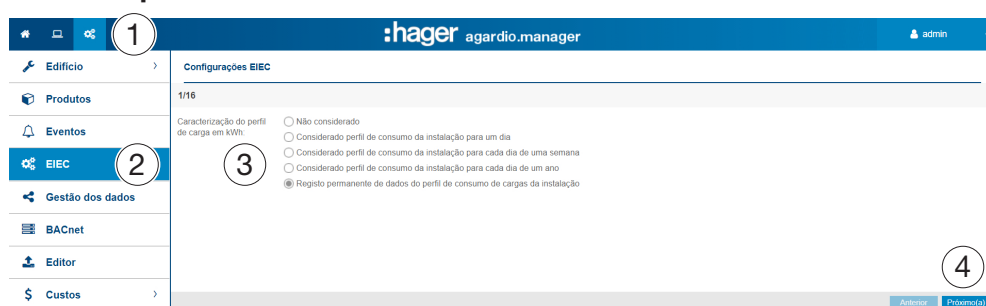 1
:hager agardio.manager
admin
Edifício
Produtos
Eventos
EIEC
2
Gestão dos dados
BACnet
Editor
$ Custos
Configurações EIEC
1/16
Caracterização do perfil
de carga em kWh:
3
Não considerado
Considerado perfil de consumo da instalação para um dia
Considerado perfil de consumo da instalação para cada dia de uma semana
Considerado perfil de consumo da instalação para cada dia de um ano
Registo permanente de dados do perfil de consumo de cargas da instalação
4
Anterior
Próximo(a)